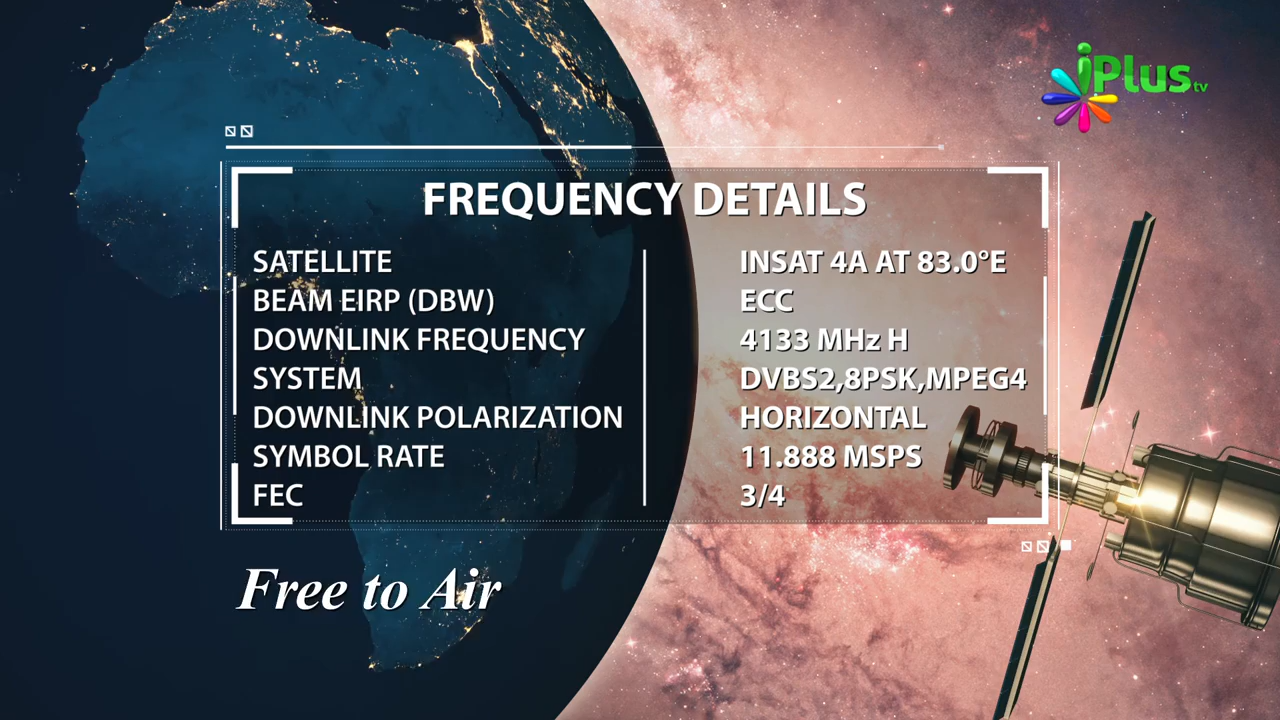 iPlus tv
FREQUENCY DETAILS
SATELLITE INSAT 4A AT 83.0°E
BEAM EIRP (DBW) ECC
DOWNLINK FREQUENCY 4133 MHz H
SYSTEM DVBS2,8PSK,MPEG4
DOWNLINK POLARIZATION HORIZONTAL
SYMBOL RATE 11.888 MSPS
FEC 3/4
Free to Air